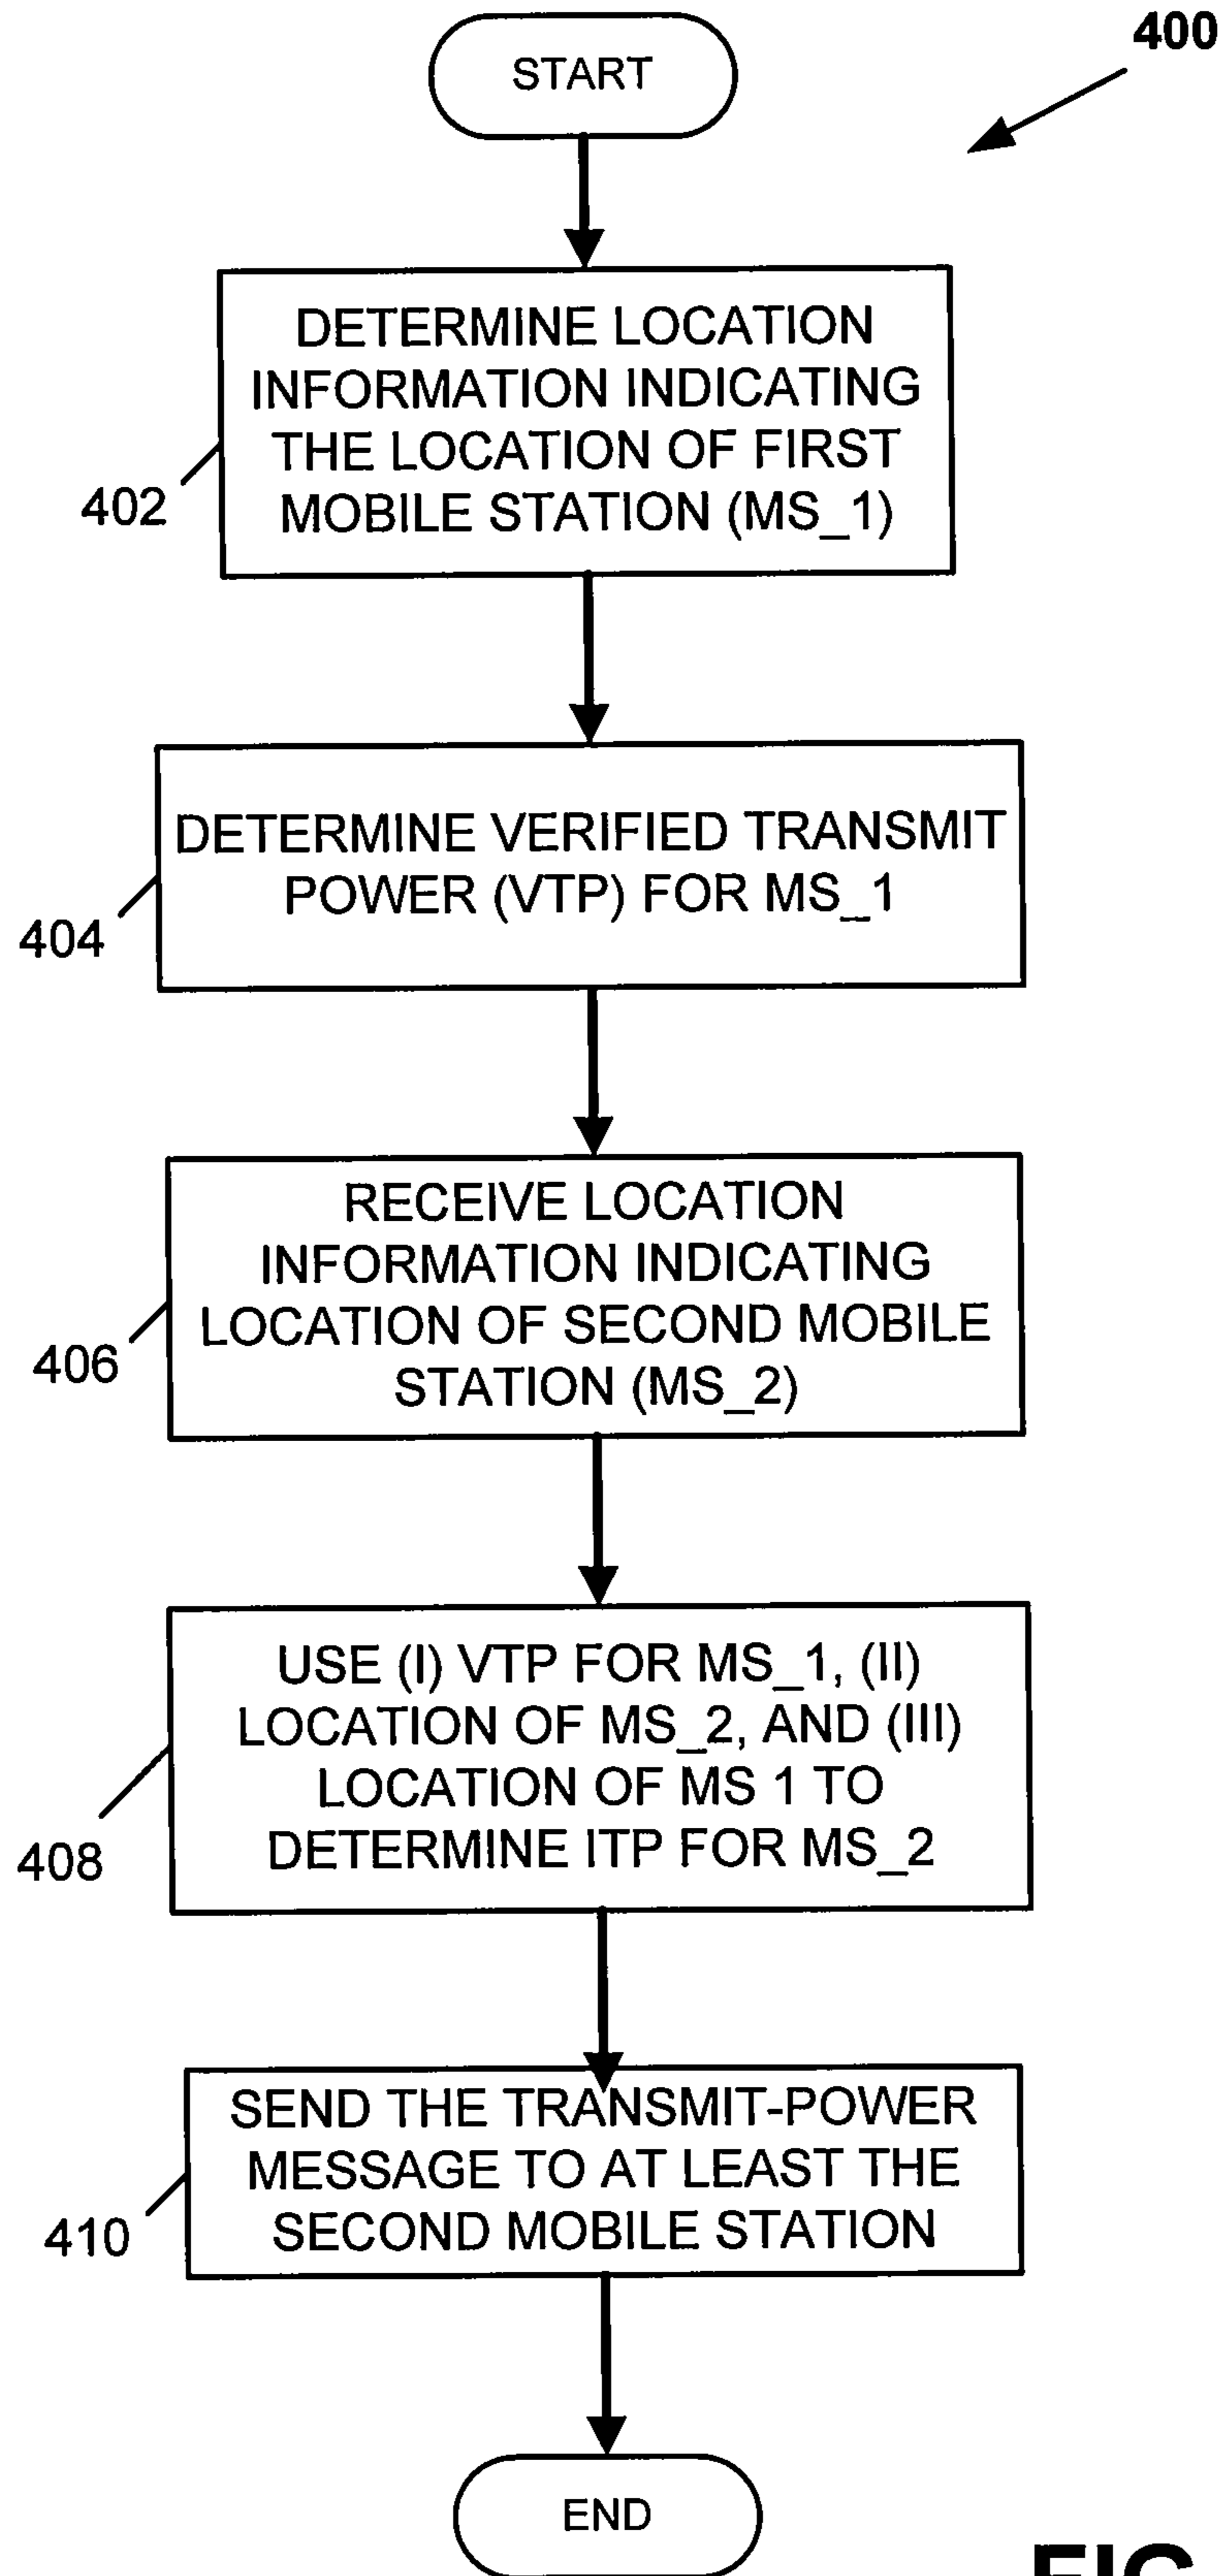 400
START
DETERMINE LOCATION
INFORMATION INDICATING
THE LOCATION OF FIRST
MOBILE STATION (MS_1)
402
DETERMINE VERIFIED TRANSMIT
POWER (VTP) FOR MS_1
404
RECEIVE LOCATION
INFORMATION INDICATING
LOCATION OF SECOND MOBILE
STATION (MS_2)
406
USE (I) VTP FOR MS_1, (II)
LOCATION OF MS_2, AND (III)
LOCATION OF MS 1 TO
DETERMINE ITP FOR MS_2
408
SEND THE TRANSMIT-POWER
MESSAGE TO AT LEAST THE
SECOND MOBILE STATION
410
END
FIG